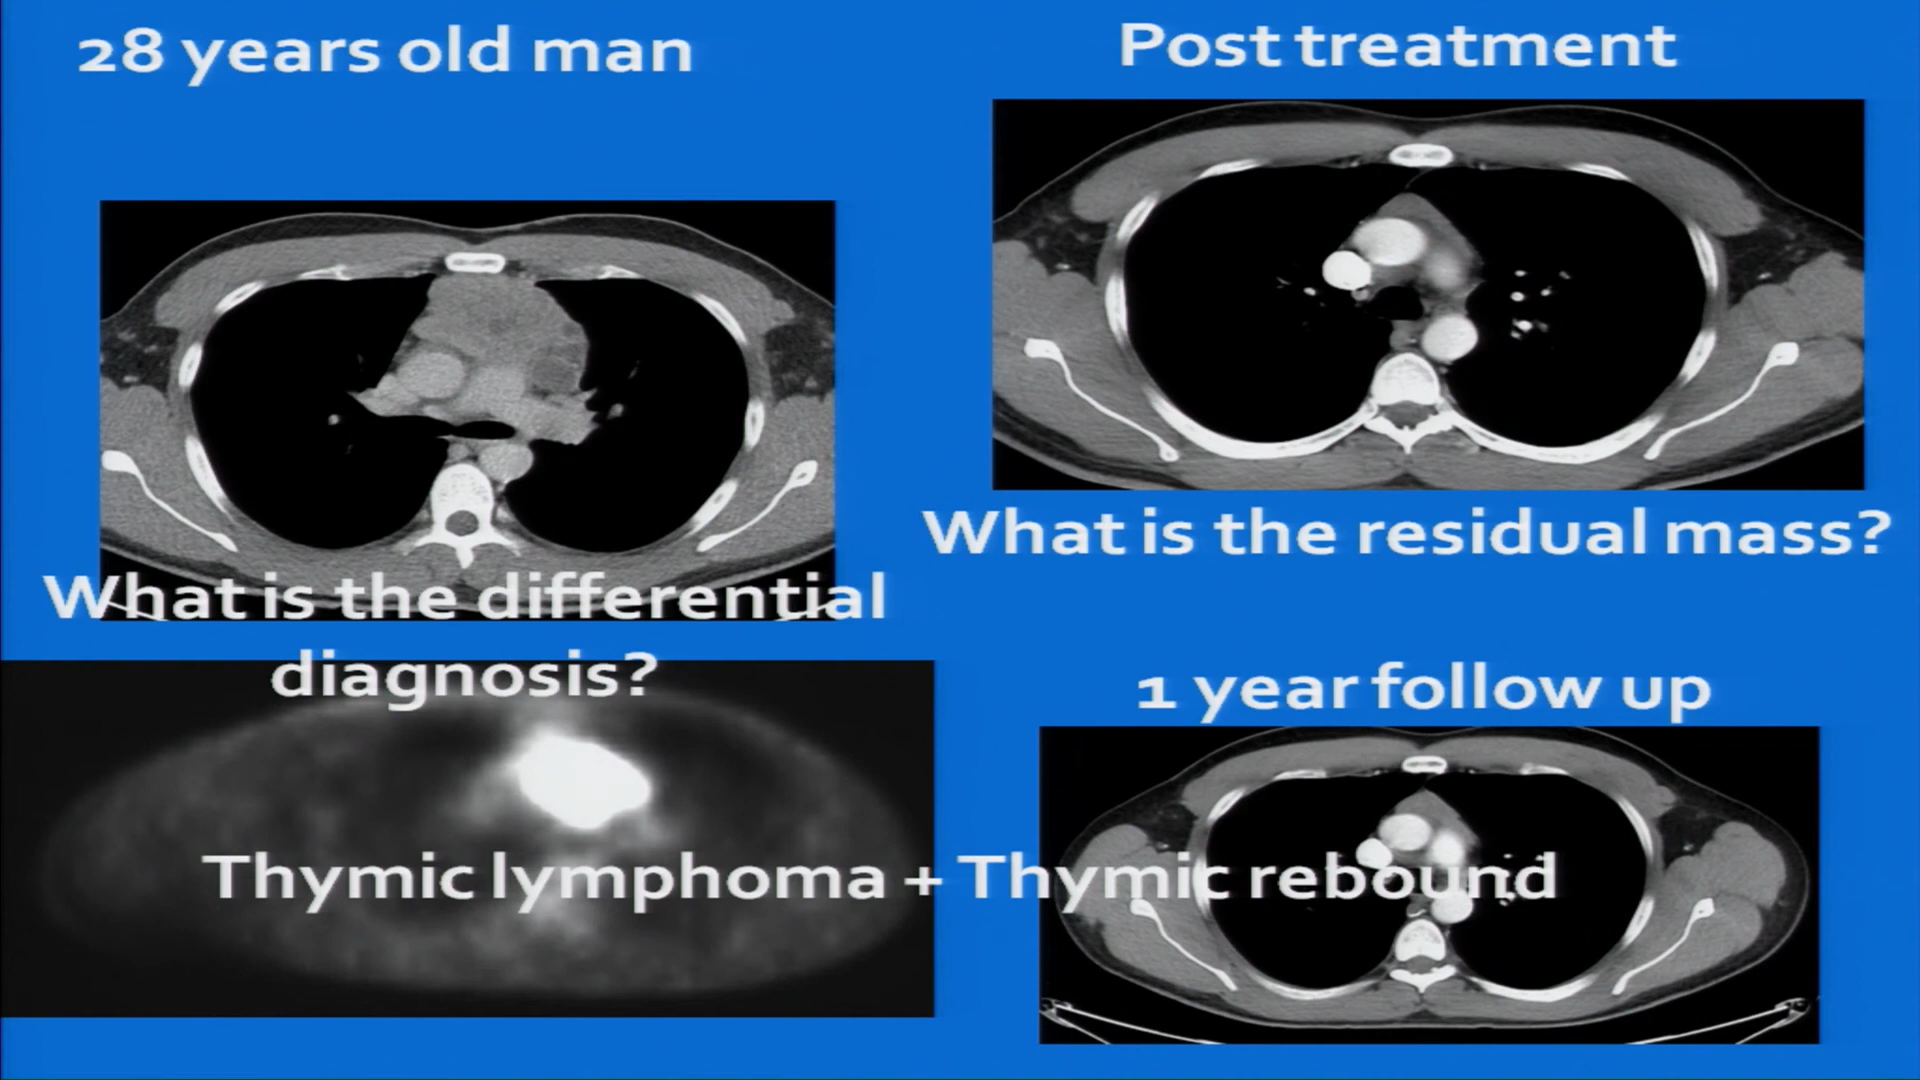 28 years old man
Post treatment
What is the differential
diagnosis?
What is the residual mass?
1 year follow up
Thymic lymphoma + Thymic rebound